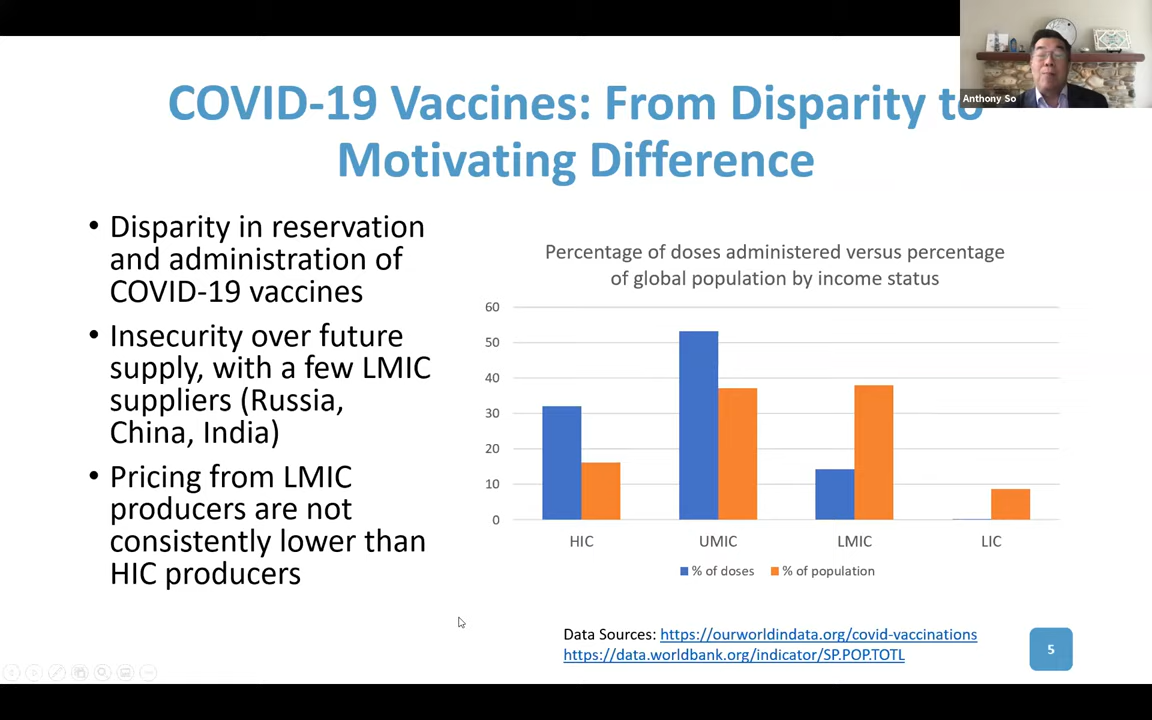 COVID-19 Vaccines: From Disparity to
Motivating Difference
Anthony So
• Disparity in reservation
and administration of
COVID-19 vaccines
• Insecurity over future
supply, with a few LMIC
suppliers (Russia,
China, India)
• Pricing from LMIC
producers are not
consistently lower than
HIC producers
Percentage of doses administered versus percentage
of global population by income status
60
50
40
30
20
10
0
HIC UMIC LMIC LIC
% of doses % of population
Data Sources: https://ourworldindata.org/covid-vaccinations
https://data.worldbank.org/indicator/SP.POP.TOTL
5